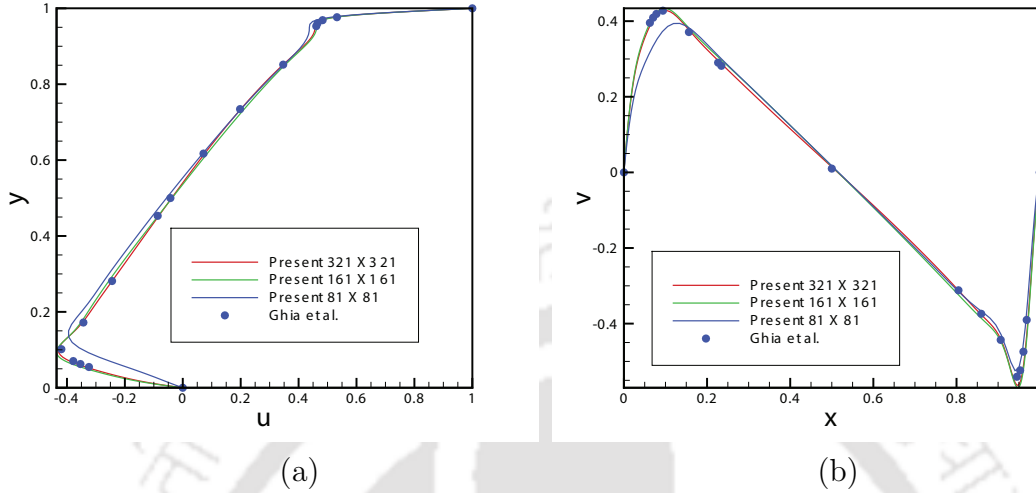 1
0.8
0.6
0.4
0.2
0
y
-0.4
-0.2
0
0.2
0.4
0.6
0.8
1
u
Present 321 X 321
Present 161 X 161
Present 81 X 81
Ghia et al.
(a)
0.4
0.2
0
-0.2
-0.4
v
0
0.2
0.4
0.6
0.8
x
Present 321 X 321
Present 161 X 161
Present 81 X 81
Ghia et al.
(b)